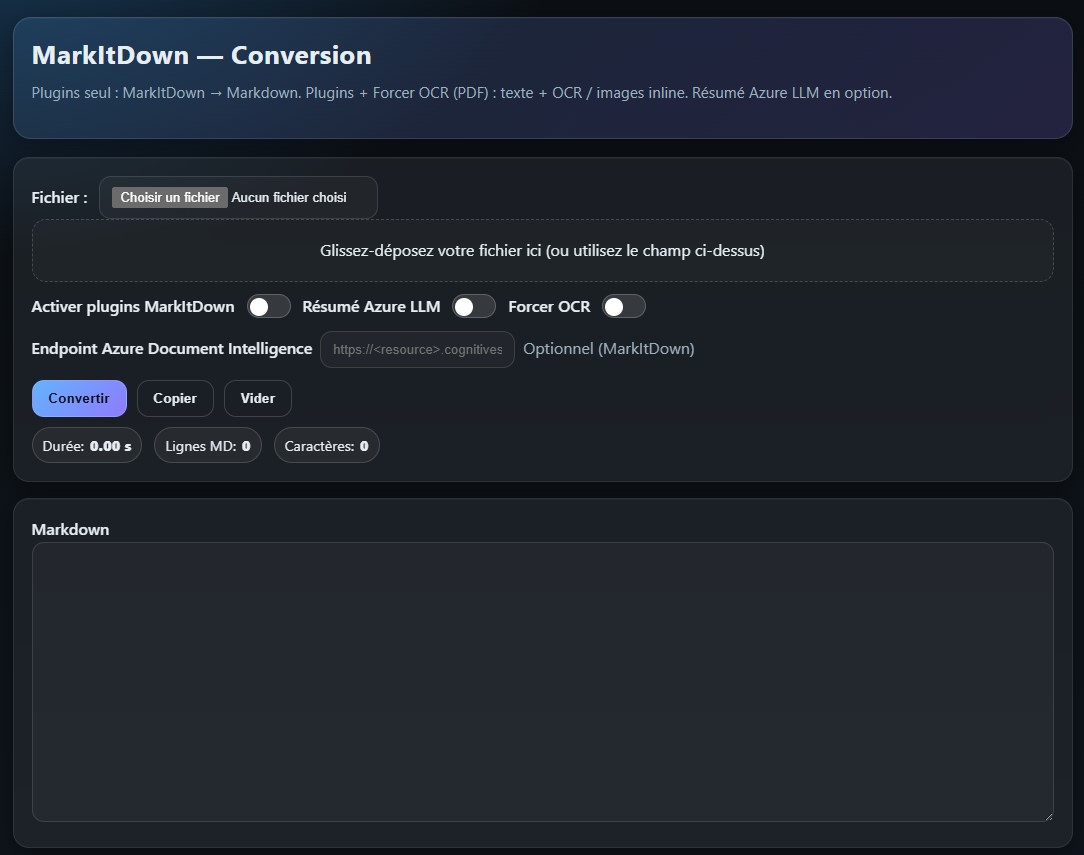 MarkItDown — Conversion
Plugins seul : MarkItDown → Markdown. Plugins + Forcer OCR (PDF) : texte + OCR / images inline. Résumé Azure LLM en option.
Fichier : Choisir un fichier Aucun fichier choisi
Glissez-déposez votre fichier ici (ou utilisez le champ ci-dessus)
Activer plugins MarkItDown Résumé Azure LLM Forcer OCR
Endpoint Azure Document Intelligence https://<resource>.cognitives Optionnel (MarkItDown)
Convertir Copier Vider
Durée: 0.00 s Lignes MD: 0 Caractères: 0
Markdown